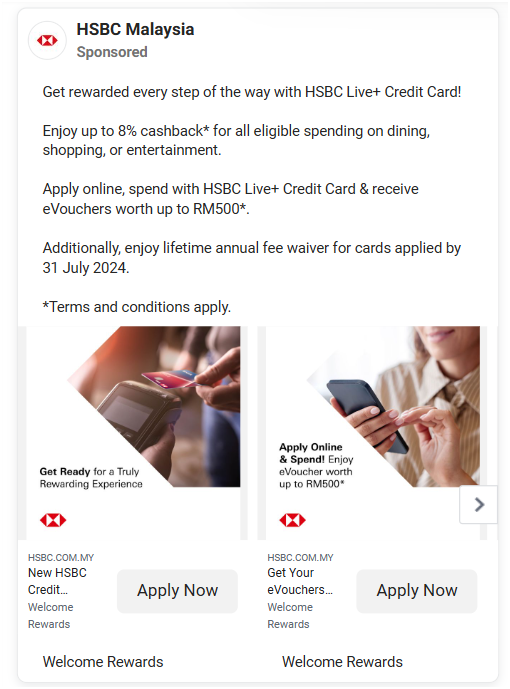 HSBC Malaysia
Sponsored
Get rewarded every step of the way with HSBC Live+ Credit Card!
Enjoy up to 8% cashback* for all eligible spending on dining,
shopping, or entertainment.
Apply online, spend with HSBC Live+ Credit Card & receive
eVouchers worth up to RM500*.
Additionally, enjoy lifetime annual fee waiver for cards applied by
31 July 2024.
*Terms and conditions apply.
Get Ready for a Truly
Rewarding Experience
HSBC.COM.MY
New HSBC
Credit...
Welcome
Rewards
Apply Now
Welcome Rewards
Apply Online
& Spend! Enjoy
eVoucher worth
up to RM500*
HSBC.COM.MY
Get Your
eVouchers...
Welcome
Rewards
Apply Now
Welcome Rewards